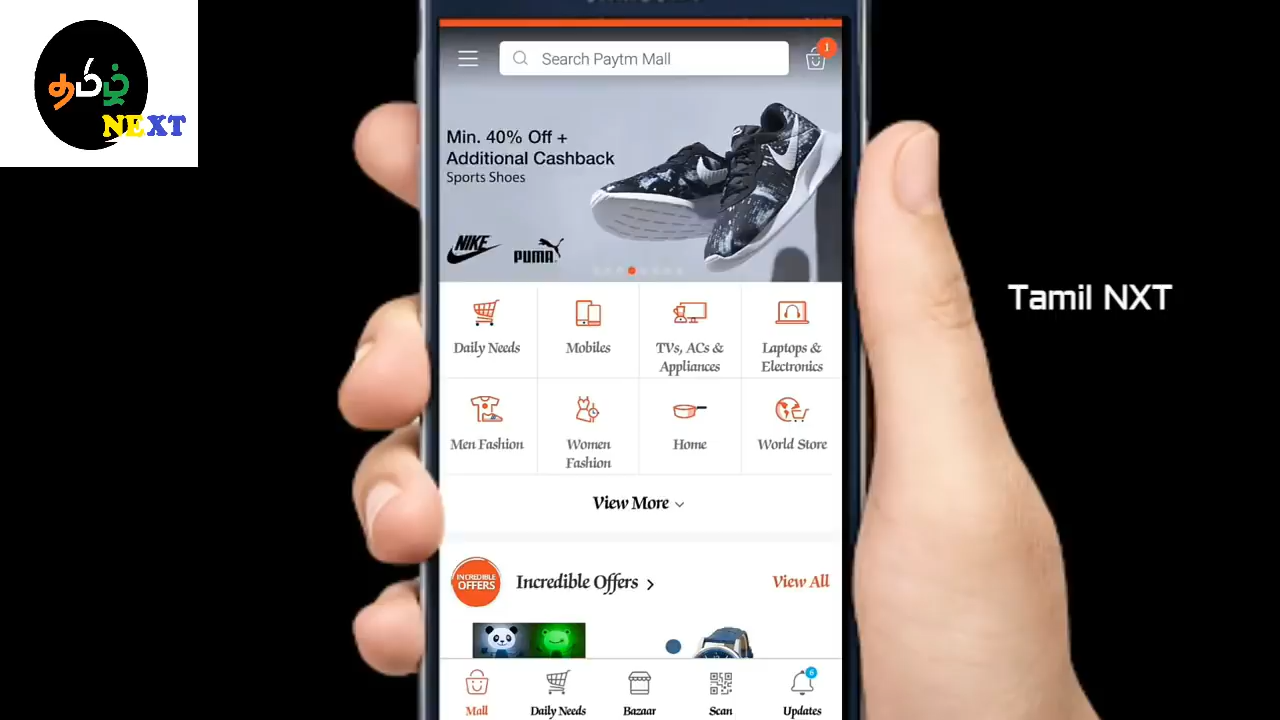 தமிழ்
NEXT
Search Paytm Mall
1
Min. 40% Off +
Additional Cashback
Sports Shoes
NIKE
PUMA
Tamil NXT
Daily Needs
Mobiles
TVs, ACs &
Appliances
Laptops &
Electronics
Men Fashion
Women
Fashion
Home
World Store
View More
INCREDIBLE
OFFERS
Incredible Offers
View All
Mall
Daily Needs
Bazaar
Scan
6
Updates